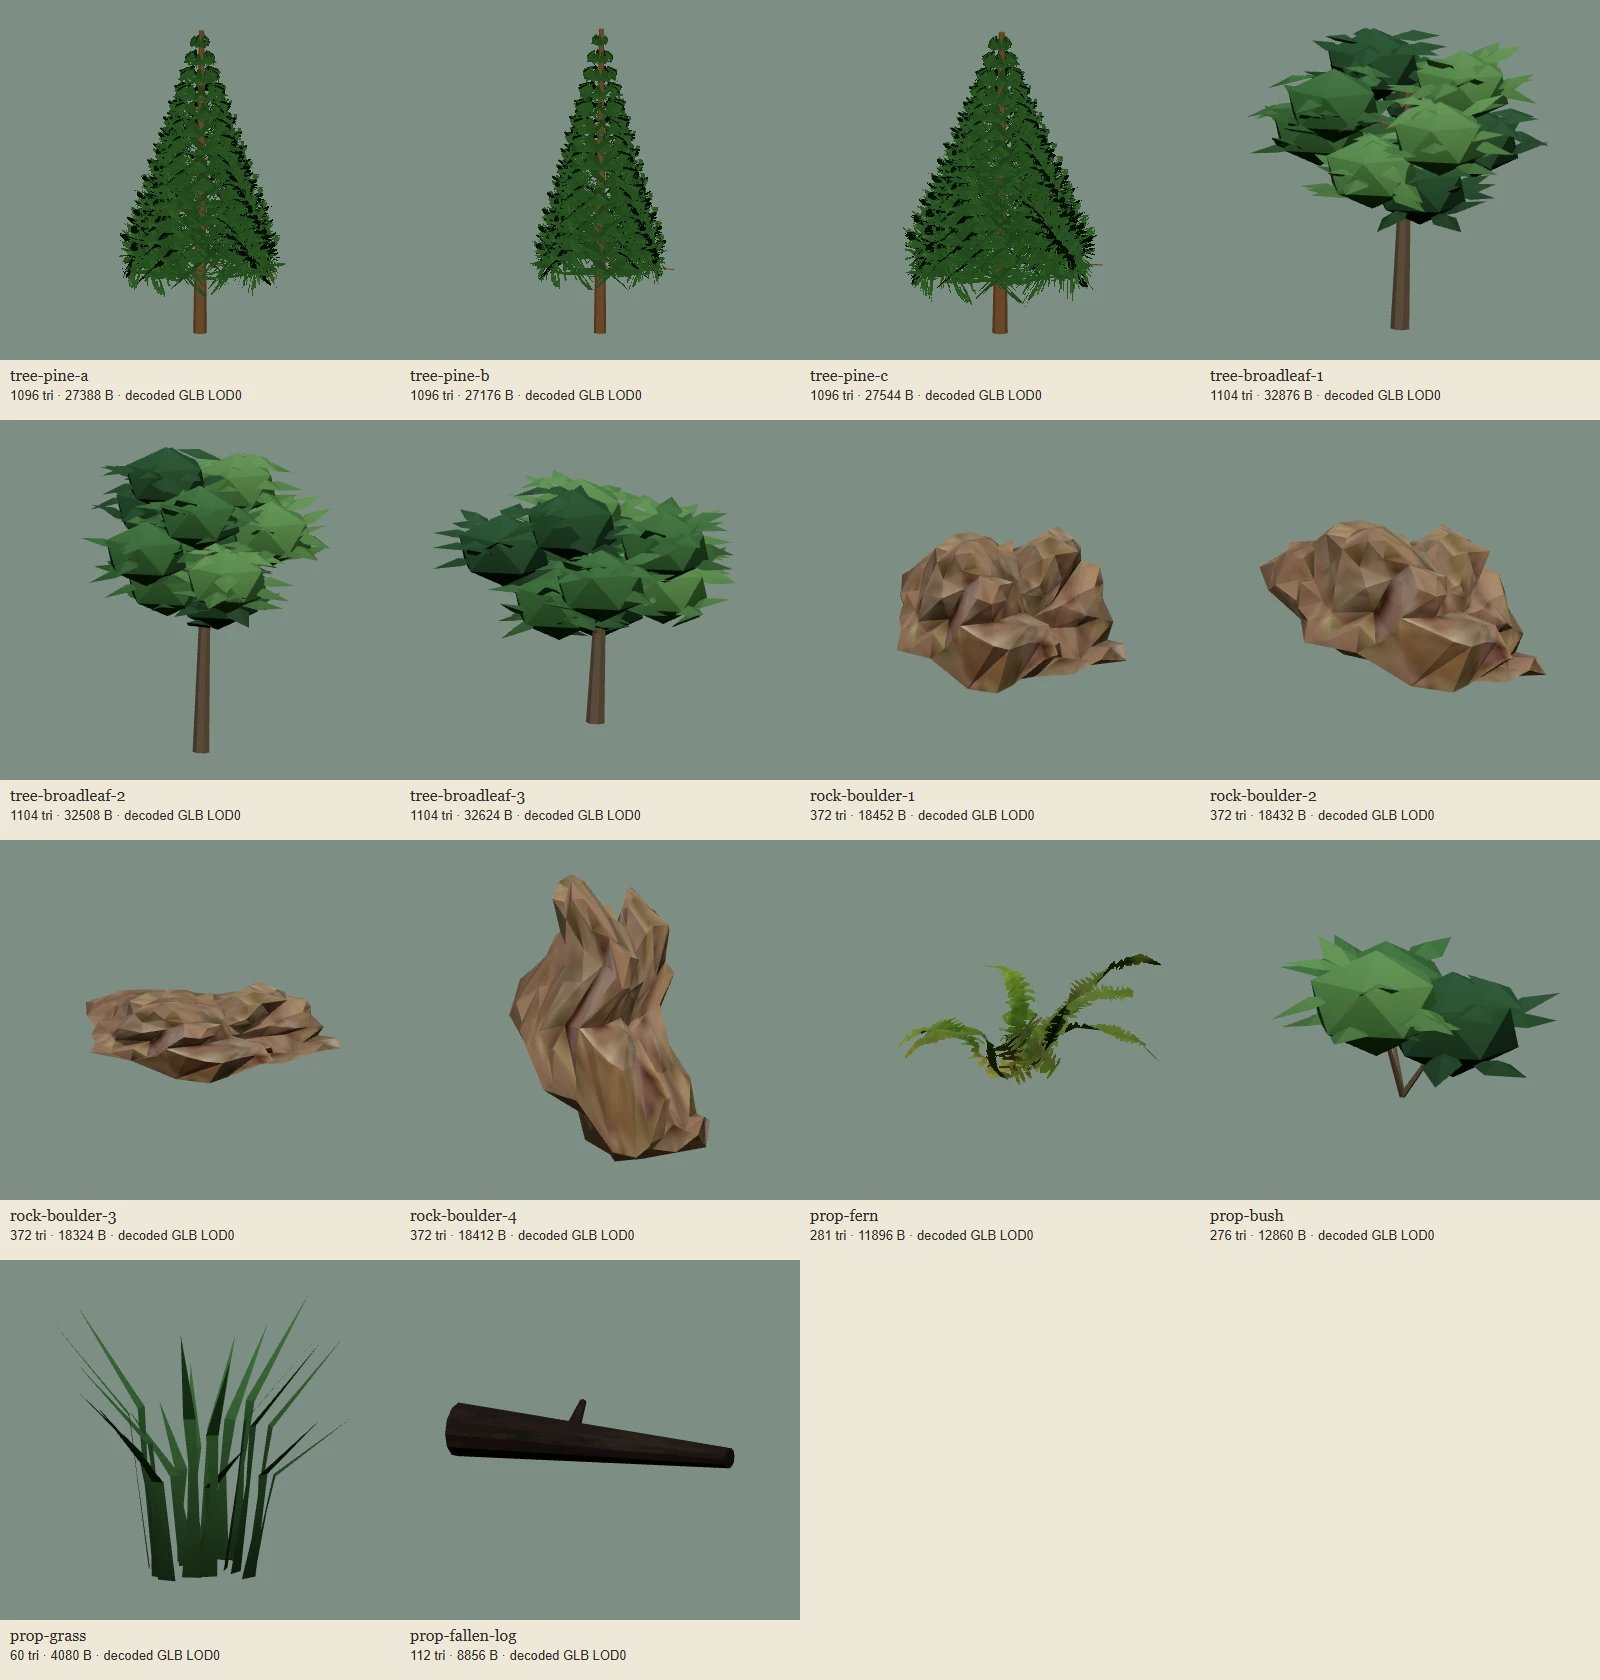 tree-pine-a
1096 tri · 27388 B · decoded GLB LOD0
tree-pine-b
1096 tri · 27176 B · decoded GLB LOD0
tree-pine-c
1096 tri · 27544 B · decoded GLB LOD0
tree-broadleaf-1
1104 tri · 32876 B · decoded GLB LOD0
tree-broadleaf-2
1104 tri · 32508 B · decoded GLB LOD0
tree-broadleaf-3
1104 tri · 32624 B · decoded GLB LOD0
rock-boulder-1
372 tri · 18452 B · decoded GLB LOD0
rock-boulder-2
372 tri · 18432 B · decoded GLB LOD0
rock-boulder-3
372 tri · 18324 B · decoded GLB LOD0
rock-boulder-4
372 tri · 18412 B · decoded GLB LOD0
prop-fern
281 tri · 11896 B · decoded GLB LOD0
prop-bush
276 tri · 12860 B · decoded GLB LOD0
prop-grass
60 tri · 4080 B · decoded GLB LOD0
prop-fallen-log
112 tri · 8856 B · decoded GLB LOD0